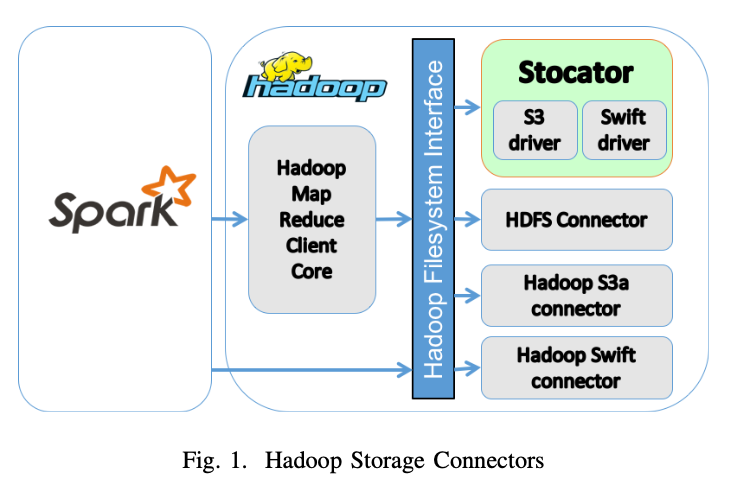 Spark
hadoop
Hadoop
Map
Reduce
Client
Core
Hadoop Filesystem Interface
Stocator
S3
driver
Swift
driver
HDFS Connector
Hadoop S3a
connector
Hadoop Swift
connector
Fig. 1. Hadoop Storage Connectors